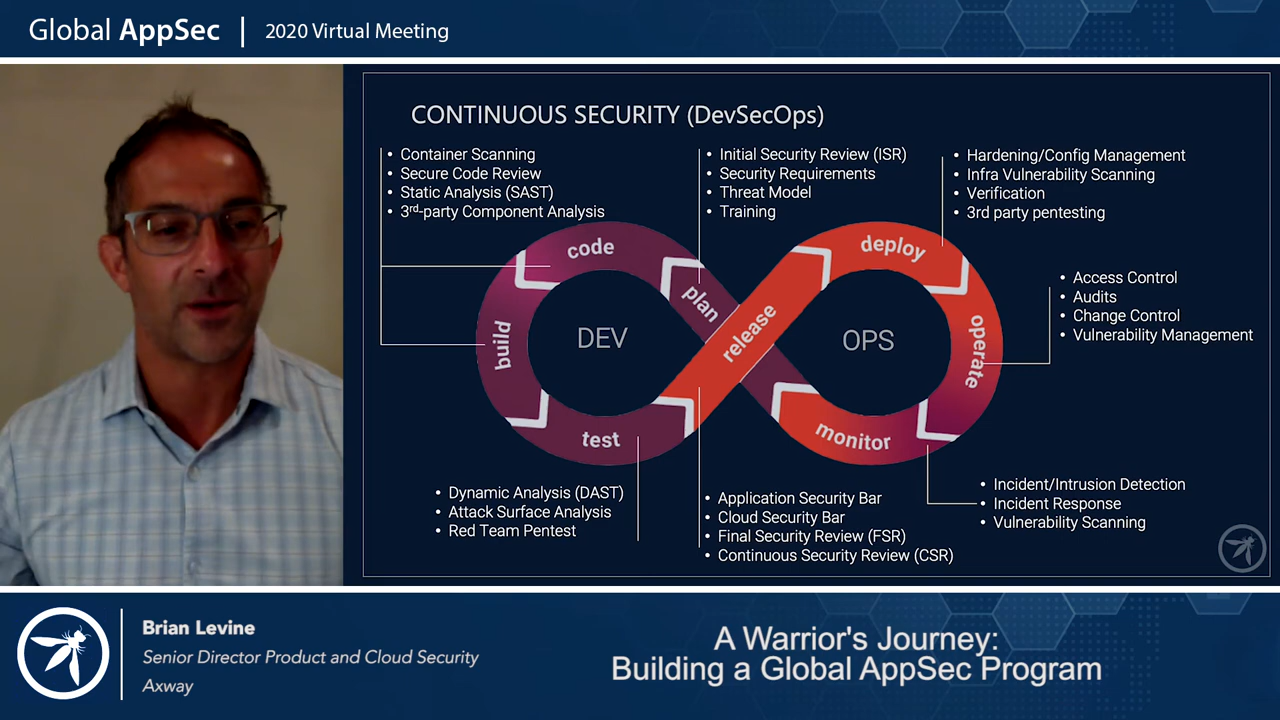 Global AppSec | 2020 Virtual Meeting
CONTINUOUS SECURITY (DevSecOps)
• Container Scanning
• Secure Code Review
• Static Analysis (SAST)
• 3rd-party Component Analysis
• Initial Security Review (ISR)
• Security Requirements
• Threat Model
• Training
• Hardening/Config Management
• Infra Vulnerability Scanning
• Verification
• 3rd party pentesting
code
plan
build
DEV
test
release
deploy
OPS
operate
monitor
• Access Control
• Audits
• Change Control
• Vulnerability Management
• Dynamic Analysis (DAST)
• Attack Surface Analysis
• Red Team Pentest
• Application Security Bar
• Cloud Security Bar
• Final Security Review (FSR)
• Continuous Security Review (CSR)
• Incident/Intrusion Detection
• Incident Response
• Vulnerability Scanning
Brian Levine
Senior Director Product and Cloud Security
Axway
A Warrior's Journey:
Building a Global AppSec Program